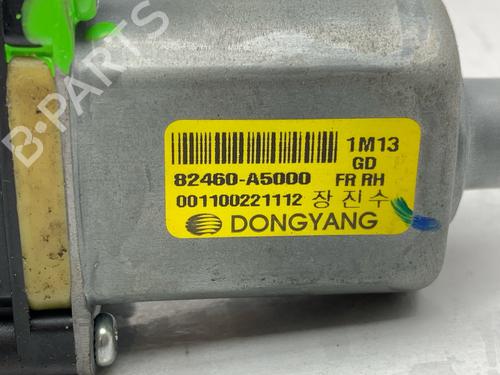 B-PARTS
1M13
GD
82460-A5000 FR RH
001100221112 장진수
DONGYANG